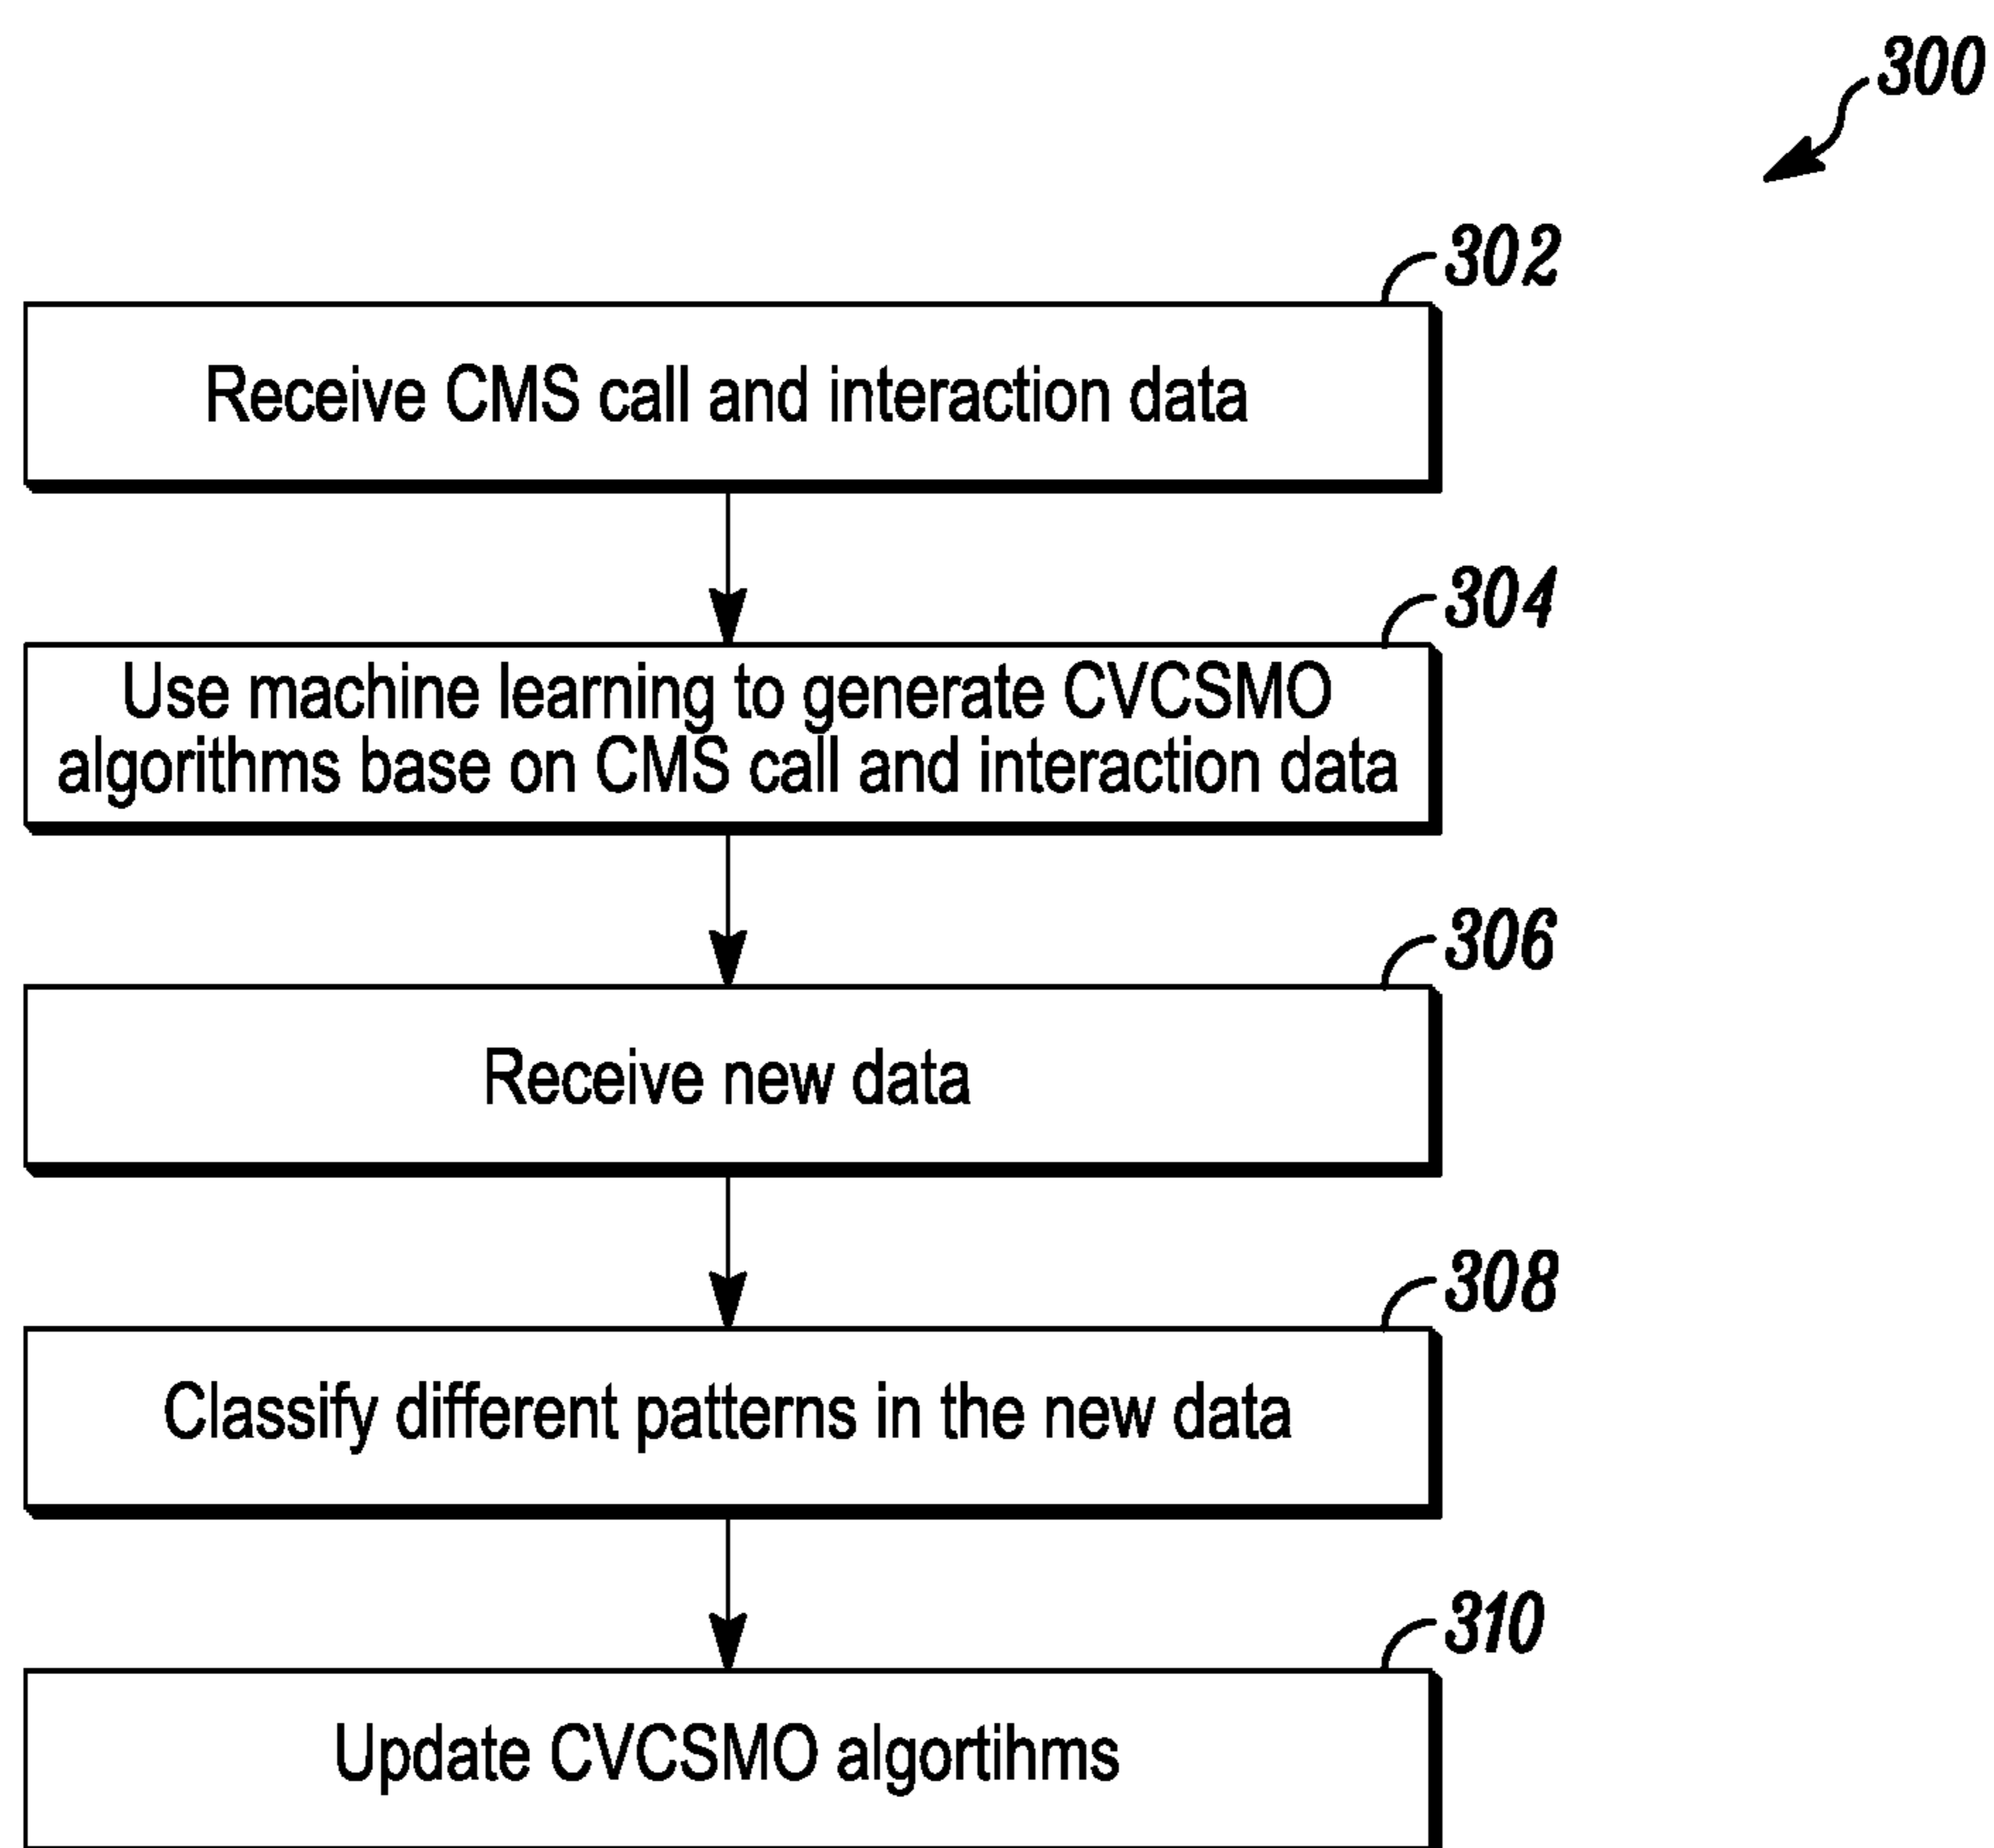 300
302
Receive CMS call and interaction data
304
Use machine learning to generate CVCSMO
algorithms base on CMS call and interaction data
306
Receive new data
308
Classify different patterns in the new data
310
Update CVCSMO algortihms